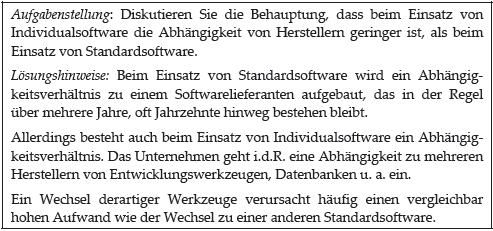 Aufgabenstellung: Diskutieren Sie die Behauptung, dass beim Einsatz von
Individualsoftware die Abhängigkeit von Herstellern geringer ist, als beim
Einsatz von Standardsoftware.
Lösungshinweise: Beim Einsatz von Standardsoftware wird ein Abhängig-
keitsverhältnis zu einem Softwarelieferanten aufgebaut, das in der Regel
über mehrere Jahre, oft Jahrzehnte hinweg bestehen bleibt.
Allerdings besteht auch beim Einsatz von Individualsoftware ein Abhängig-
keitsverhältnis. Das Unternehmen geht i.d.R. eine Abhängigkeit zu mehreren
Herstellern von Entwicklungswerkzeugen, Datenbanken u. a. ein.
Ein Wechsel derartiger Werkzeuge verursacht häufig einen vergleichbar
hohen Aufwand wie der Wechsel zu einer anderen Standardsoftware.